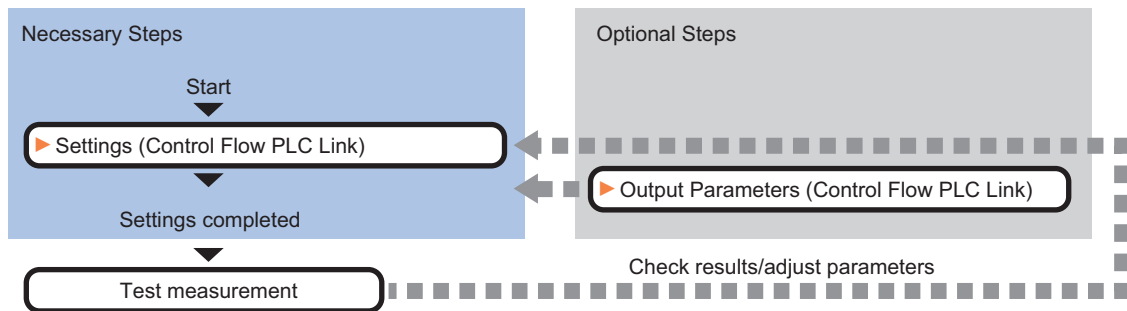 Necessary Steps
Optional Steps
Start
Settings (Control Flow PLC Link)
Output Parameters (Control Flow PLC Link)
Settings completed
Check results/adjust parameters
Test measurement